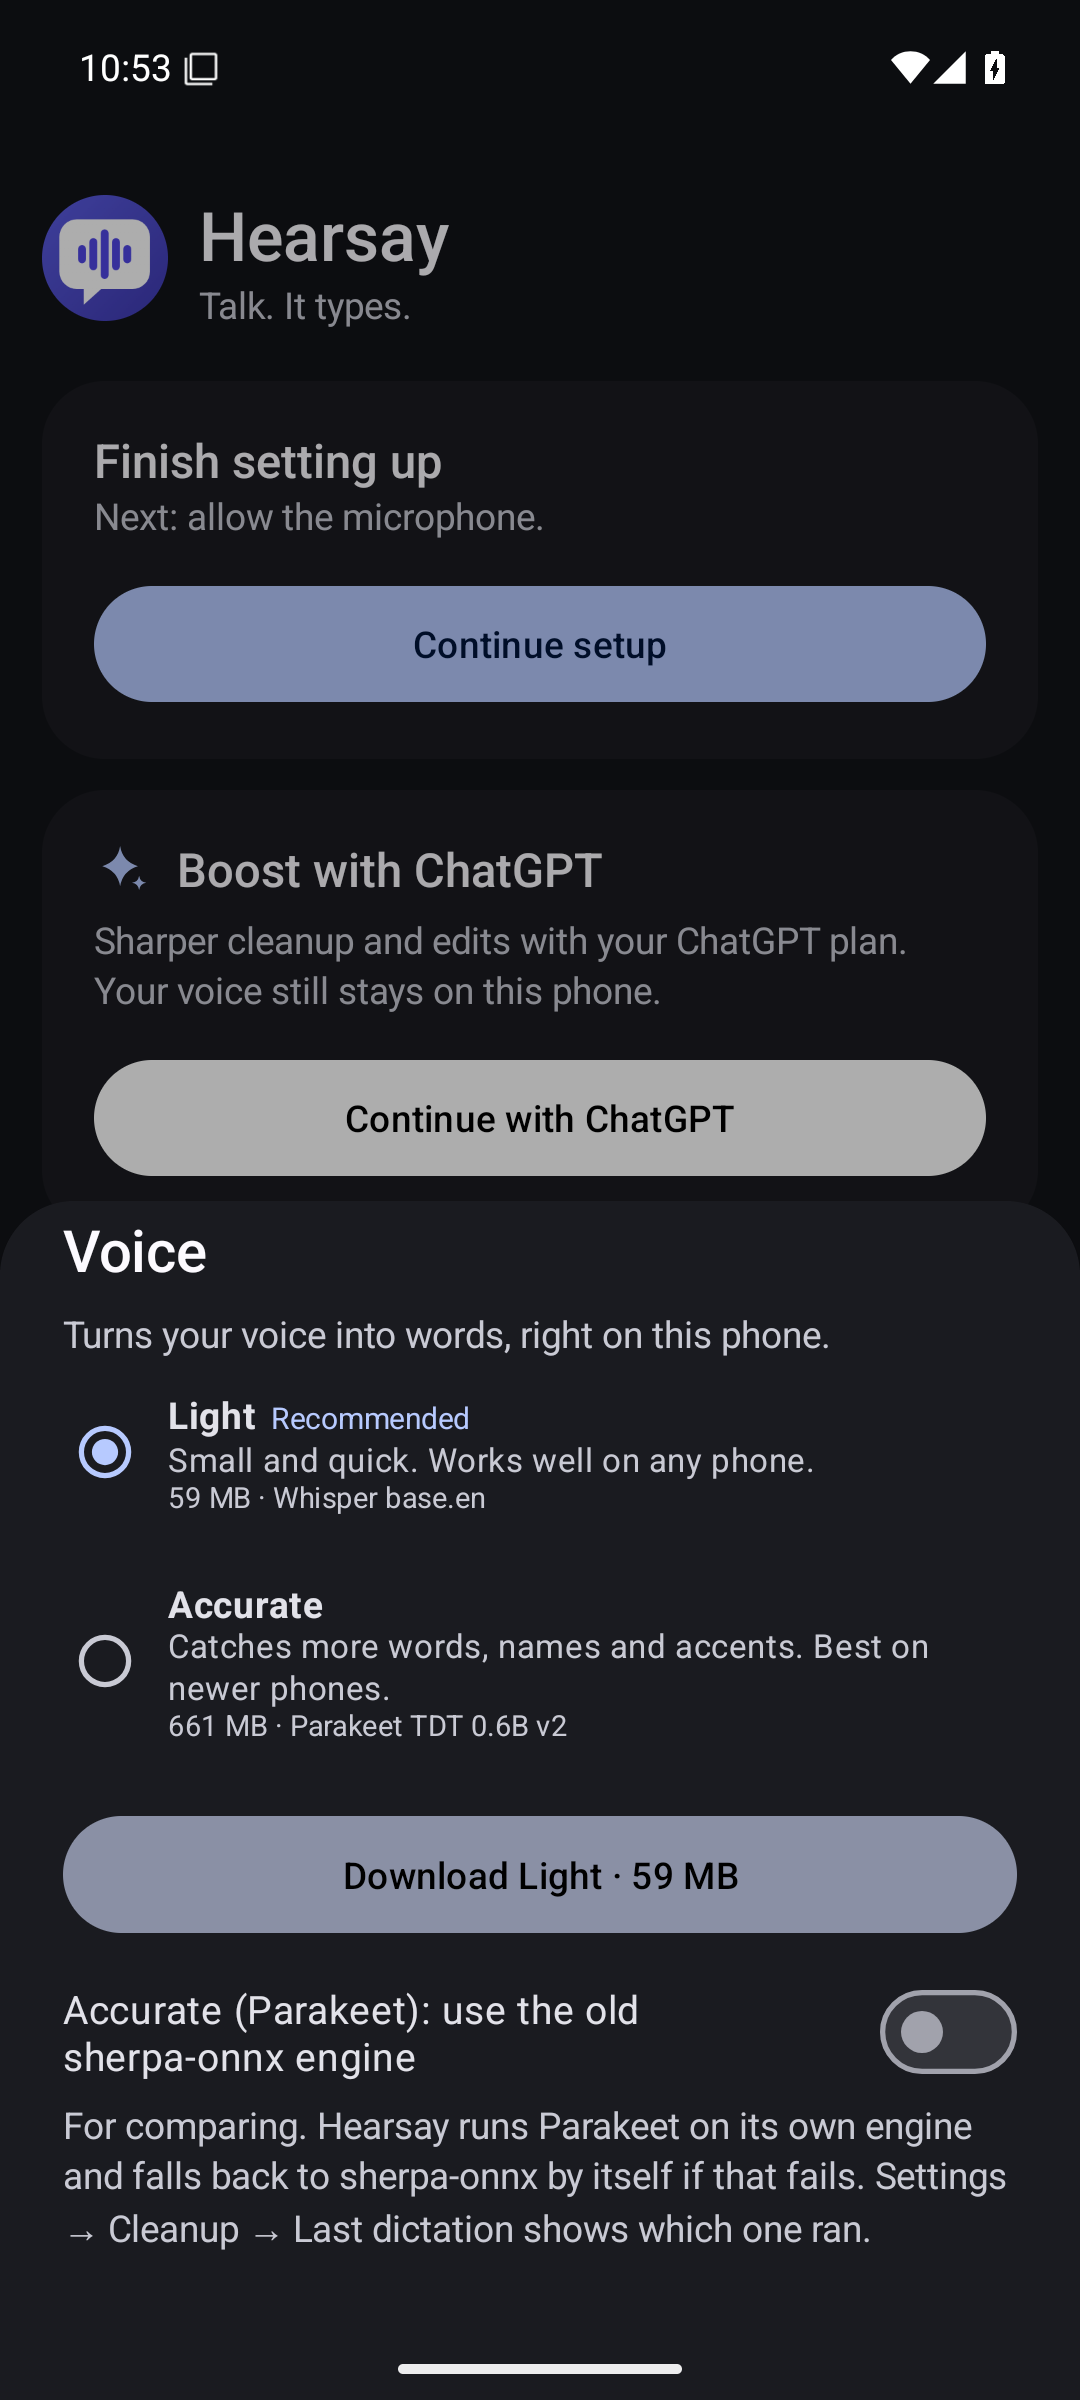 10:53
Hearsay
Talk. It types.
Finish setting up
Next: allow the microphone.
Continue setup
Boost with ChatGPT
Sharper cleanup and edits with your ChatGPT plan.
Your voice still stays on this phone.
Continue with ChatGPT
Voice
Turns your voice into words, right on this phone.
Light Recommended
Small and quick. Works well on any phone.
59 MB · Whisper base.en
Accurate
Catches more words, names and accents. Best on
newer phones.
661 MB · Parakeet TDT 0.6B v2
Download Light · 59 MB
Accurate (Parakeet): use the old
sherpa-onnx engine
For comparing. Hearsay runs Parakeet on its own engine
and falls back to sherpa-onnx by itself if that fails. Settings
→ Cleanup → Last dictation shows which one ran.